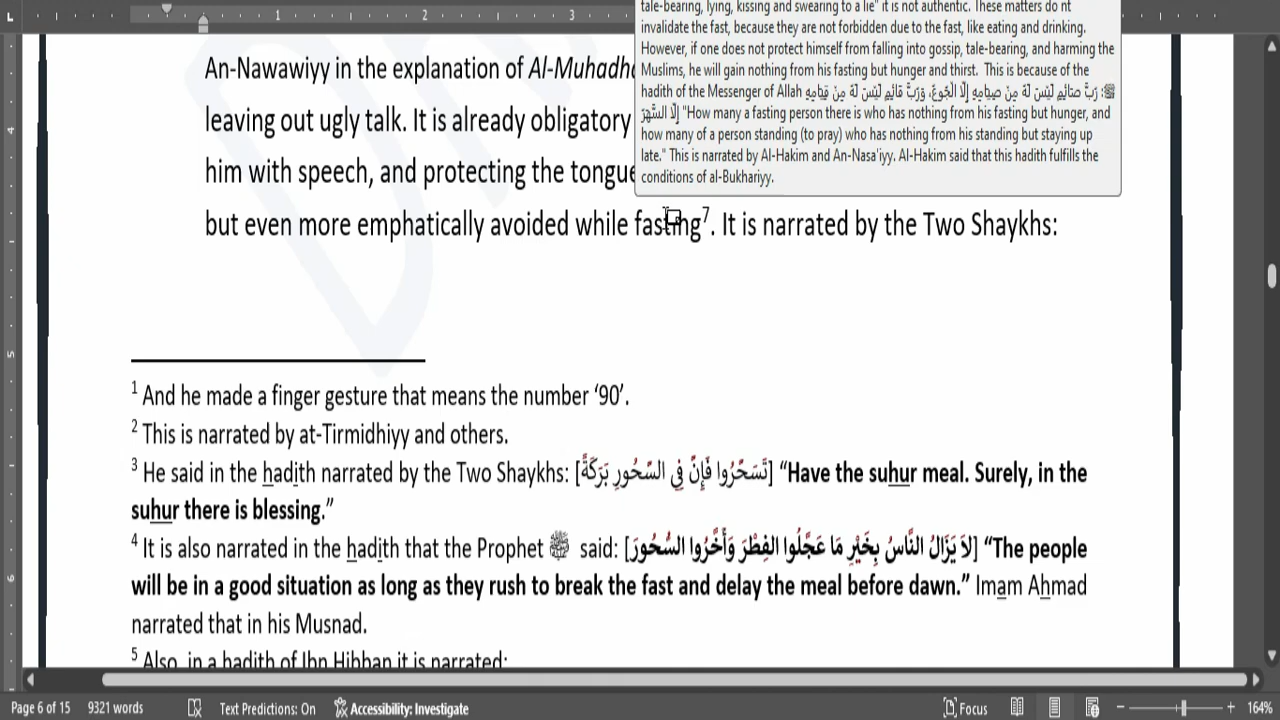 tale-bearing, lying, kissing and swearing to a lie" it is not authentic. These matters do nt
invalidate the fast, because they are not forbidden due to the fast, like eating and drinking.
However, if one does not protect himself from falling into gossip, tale-bearing, and harming the
Muslims, he will gain nothing from his fasting but hunger and thirst. This is because of the
hadith of the Messenger of Allah ﷺ: رَبَّ صَائِمٍ لَيْسَ لَهُ مِنْ صِيَامِهِ إِلَّا الْجُوعَ، وَرَبَّ قَائِمٍ لَيْسَ لَهُ مِنْ قِيَامِهِ
إِلَّا السَّهَرَ] "How many a fasting person there is who has nothing from his fasting but hunger, and
how many of a person standing (to pray) who has nothing from his standing but staying up
late." This is narrated by Al-Hakim and An-Nasa'iyy. Al-Hakim said that this hadith fulfills the
conditions of al-Bukhariyy.
An-Nawawiyy in the explanation of Al-Muhadh
leaving out ugly talk. It is already obligatory
him with speech, and protecting the tongue
but even more emphatically avoided while fasting7. It is narrated by the Two Shaykhs:
1 And he made a finger gesture that means the number ‘90’.
2 This is narrated by at-Tirmidhiyy and others.
3 He said in the hadith narrated by the Two Shaykhs: [تَسَحَّرُوا فَإِنَّ فِي السَّحُورِ بَرَكَةً] “Have the suhur meal. Surely, in the
suhur there is blessing.”
4 It is also narrated in the hadith that the Prophet ﷺ said: [لاَ يَزَالُ النَّاسُ بِخَيْرٍ مَا عَجَّلُوا الفِطْرَ وَأَخَّرُوا السُّحُورَ] “The people
will be in a good situation as long as they rush to break the fast and delay the meal before dawn.” Imam Ahmad
narrated that in his Musnad.
5 Also, in a hadith of Ibn Hibban it is narrated:
Page 6 of 15 9321 words Text Predictions: On Accessibility: Investigate Focus 164%